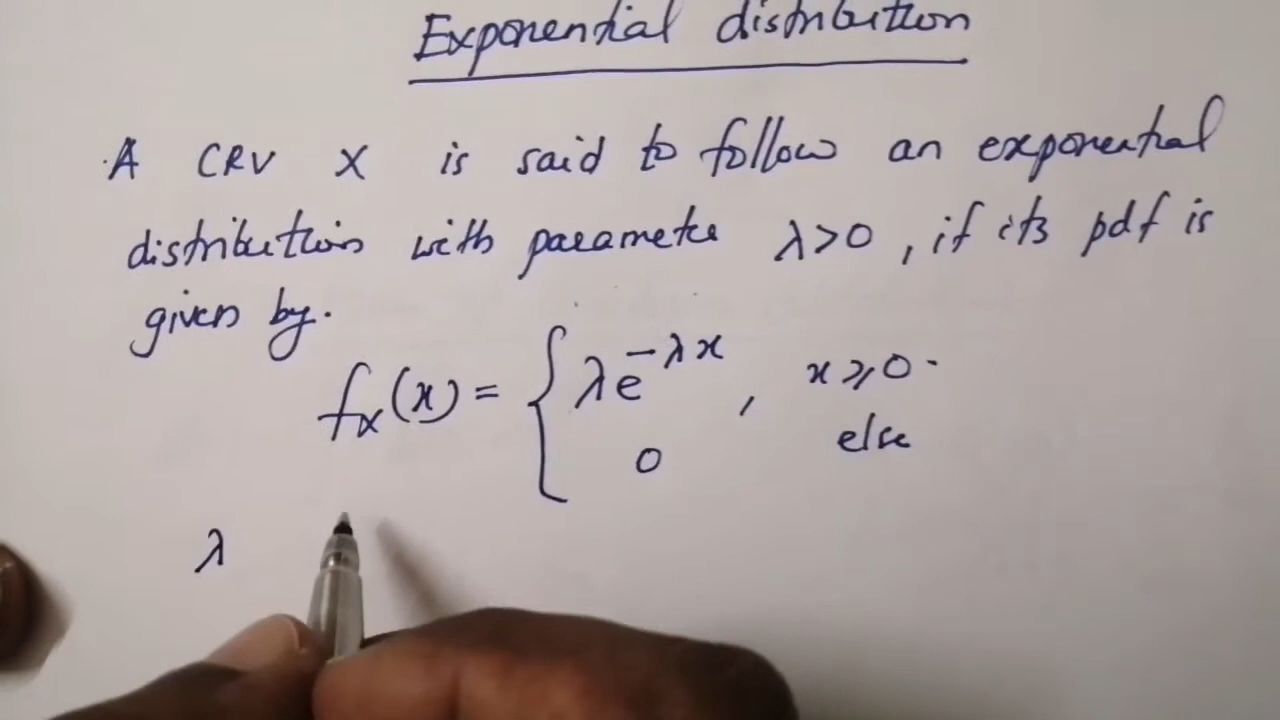 Exponential distribution
A CRV X is said to follow an exponential
distribution with parameter λ>0, if its pdf is
given by.
fₓ(x) = { λe^{-λx} , x ⩾ 0.
0 else
λ